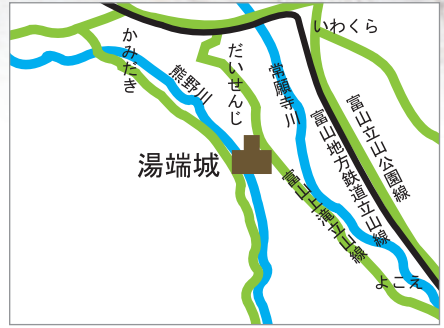 いわくら
かみだき
だいせんじ
熊野川
常願寺川
富山立山公園線
富山地方鉄道立山線
湯端城
富山上滝立山線
よこえ